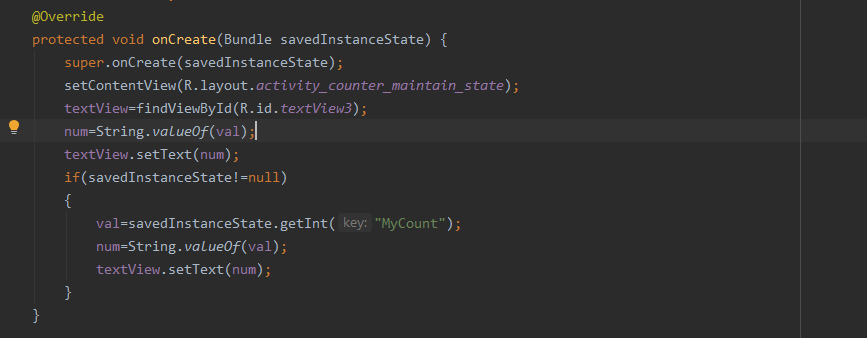 @Override
protected void onCreate(Bundle savedInstanceState) {
super.onCreate(savedInstanceState);
setContentView(R.layout.activity_counter_maintain_state);
textView=findViewById(R.id.textView3);
num=String.valueOf(val);
textView.setText(num);
if(savedInstanceState!=null)
{
val=savedInstanceState.getInt( key: "MyCount");
num=String.valueOf(val);
textView.setText(num);
}
}